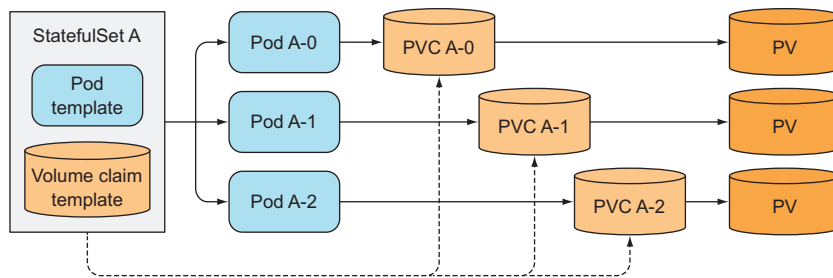 StatefulSet A
Pod
template
Volume claim
template
Pod A-0
PVC A-0
PV
Pod A-1
PVC A-1
PV
Pod A-2
PVC A-2
PV